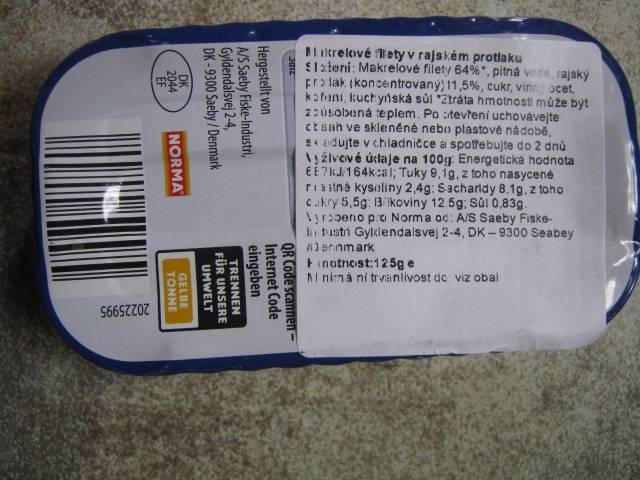 Makrelové filety v rajském protlaku
Složení: Makrelové filety 64%*, pitná voda, rajský
protlak (koncentrovaný) 11,5%, cukr, vinný ocet,
koření, kuchyňská sůl *Ztráta hmotnosti může být
způsobená teplem. Po otevření uchovávejte
obsah ve skleněné nebo plastové nádobě,
skladujte v chladničce a spotřebujte do 2 dnů
Výživové údaje na 100g: Energetická hodnota
687kJ/164kcal; Tuky 9,1g, z toho nasycené
mastné kyseliny 2,4g; Sacharidy 8,1g, z toho
cukry 5,5g; Bílkoviny 12,5g; Sůl 0,83g.
Vyrobeno pro Norma od: A/S Saeby Fiske-
Industri Gyldendalsvej 2-4, DK – 9300 Seabey
/Denmark
Hmotnost:125g e
Minimální trvanlivost do: viz obal
Salz
Hergestellt von
A/S Saeby Fiske-Industri,
Gyldendalsvej 2-4,
DK - 9300 Saeby / Denmark
DK
2044
EF
NORMA
QR Code scannen –
Internet Code
eingeben
TRENNEN
FÜR UNSERE
UMWELT
GELBE
TONNE
20225995